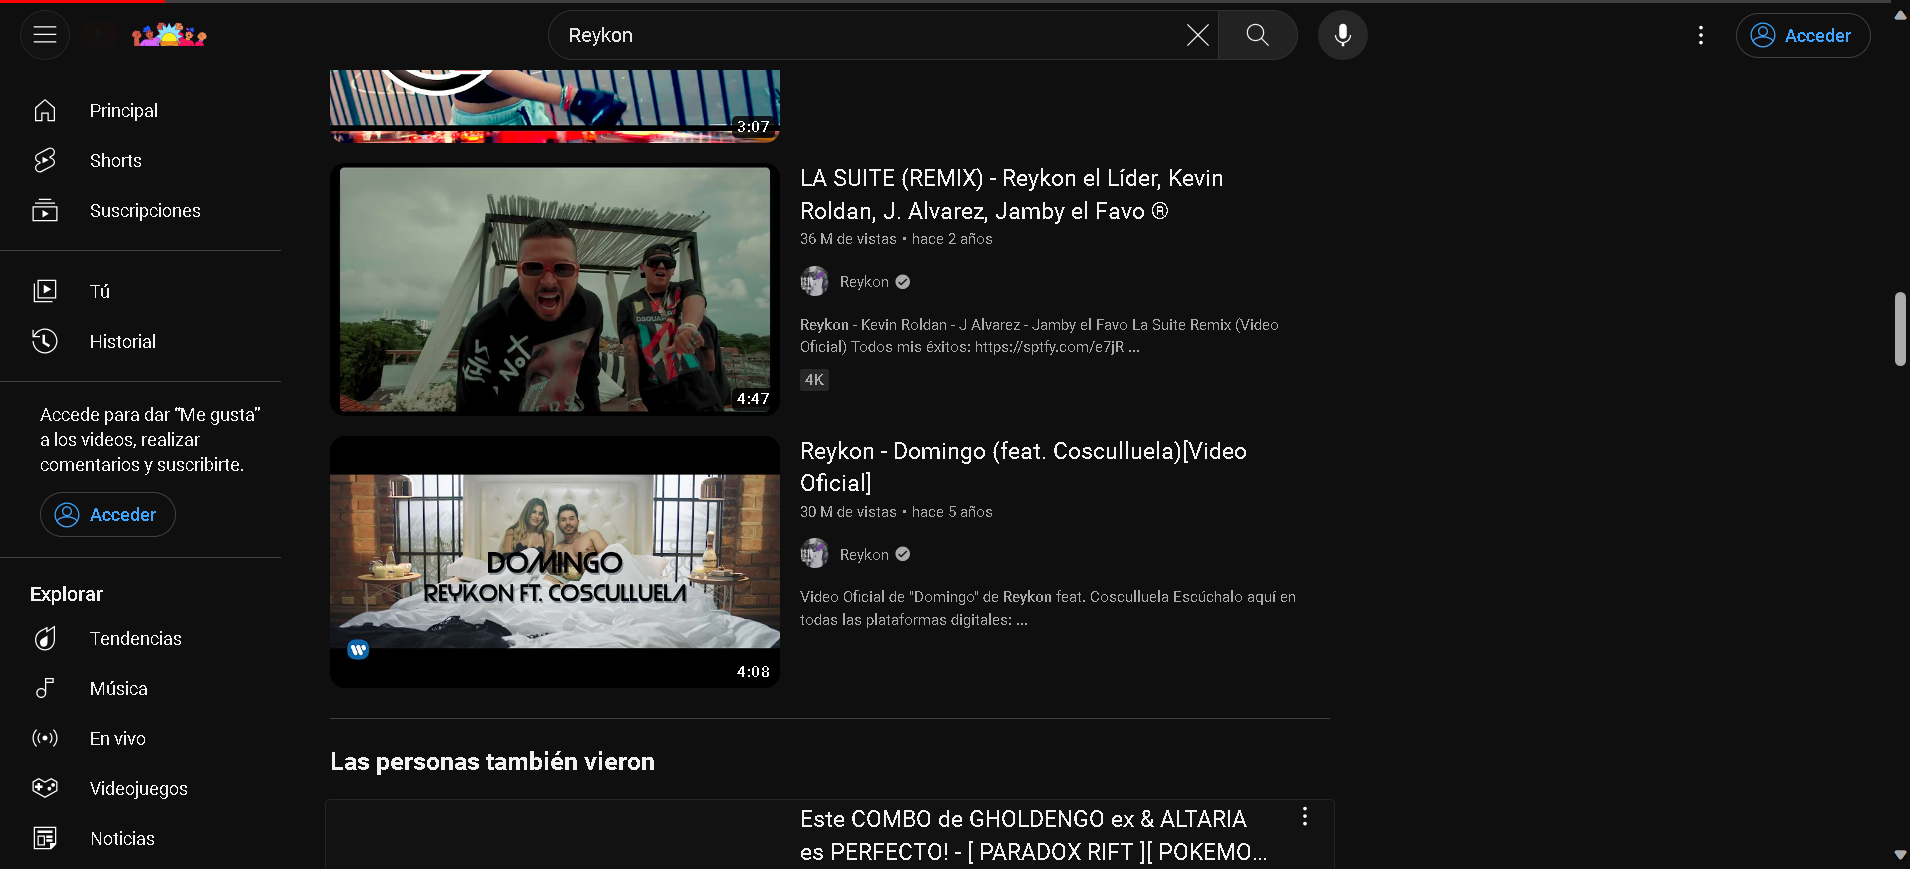 Reykon
Acceder
Principal
Shorts
Suscripciones
Tú
Historial
Accede para dar “Me gusta”
a los videos, realizar
comentarios y suscribirte.
Acceder
Explorar
Tendencias
Música
En vivo
Videojuegos
Noticias
3:07
4:47
LA SUITE (REMIX) - Reykon el Líder, Kevin
Roldan, J. Alvarez, Jamby el Favo ®
36 M de vistas • hace 2 años
Reykon
Reykon - Kevin Roldan - J Alvarez - Jamby el Favo La Suite Remix (Video
Oficial) Todos mis éxitos: https://sptfy.com/e7jR ...
4K
DOMINGO
REYKON FT. COSCULLUELA
4:08
Reykon - Domingo (feat. Cosculluela)[Video
Oficial]
30 M de vistas • hace 5 años
Reykon
Video Oficial de "Domingo" de Reykon feat. Cosculluela Escúchalo aquí en
todas las plataformas digitales: ...
Las personas también vieron
Este COMBO de GHOLDENGO ex & ALTARIA
es PERFECTO! - [ PARADOX RIFT ][ POKEMO...